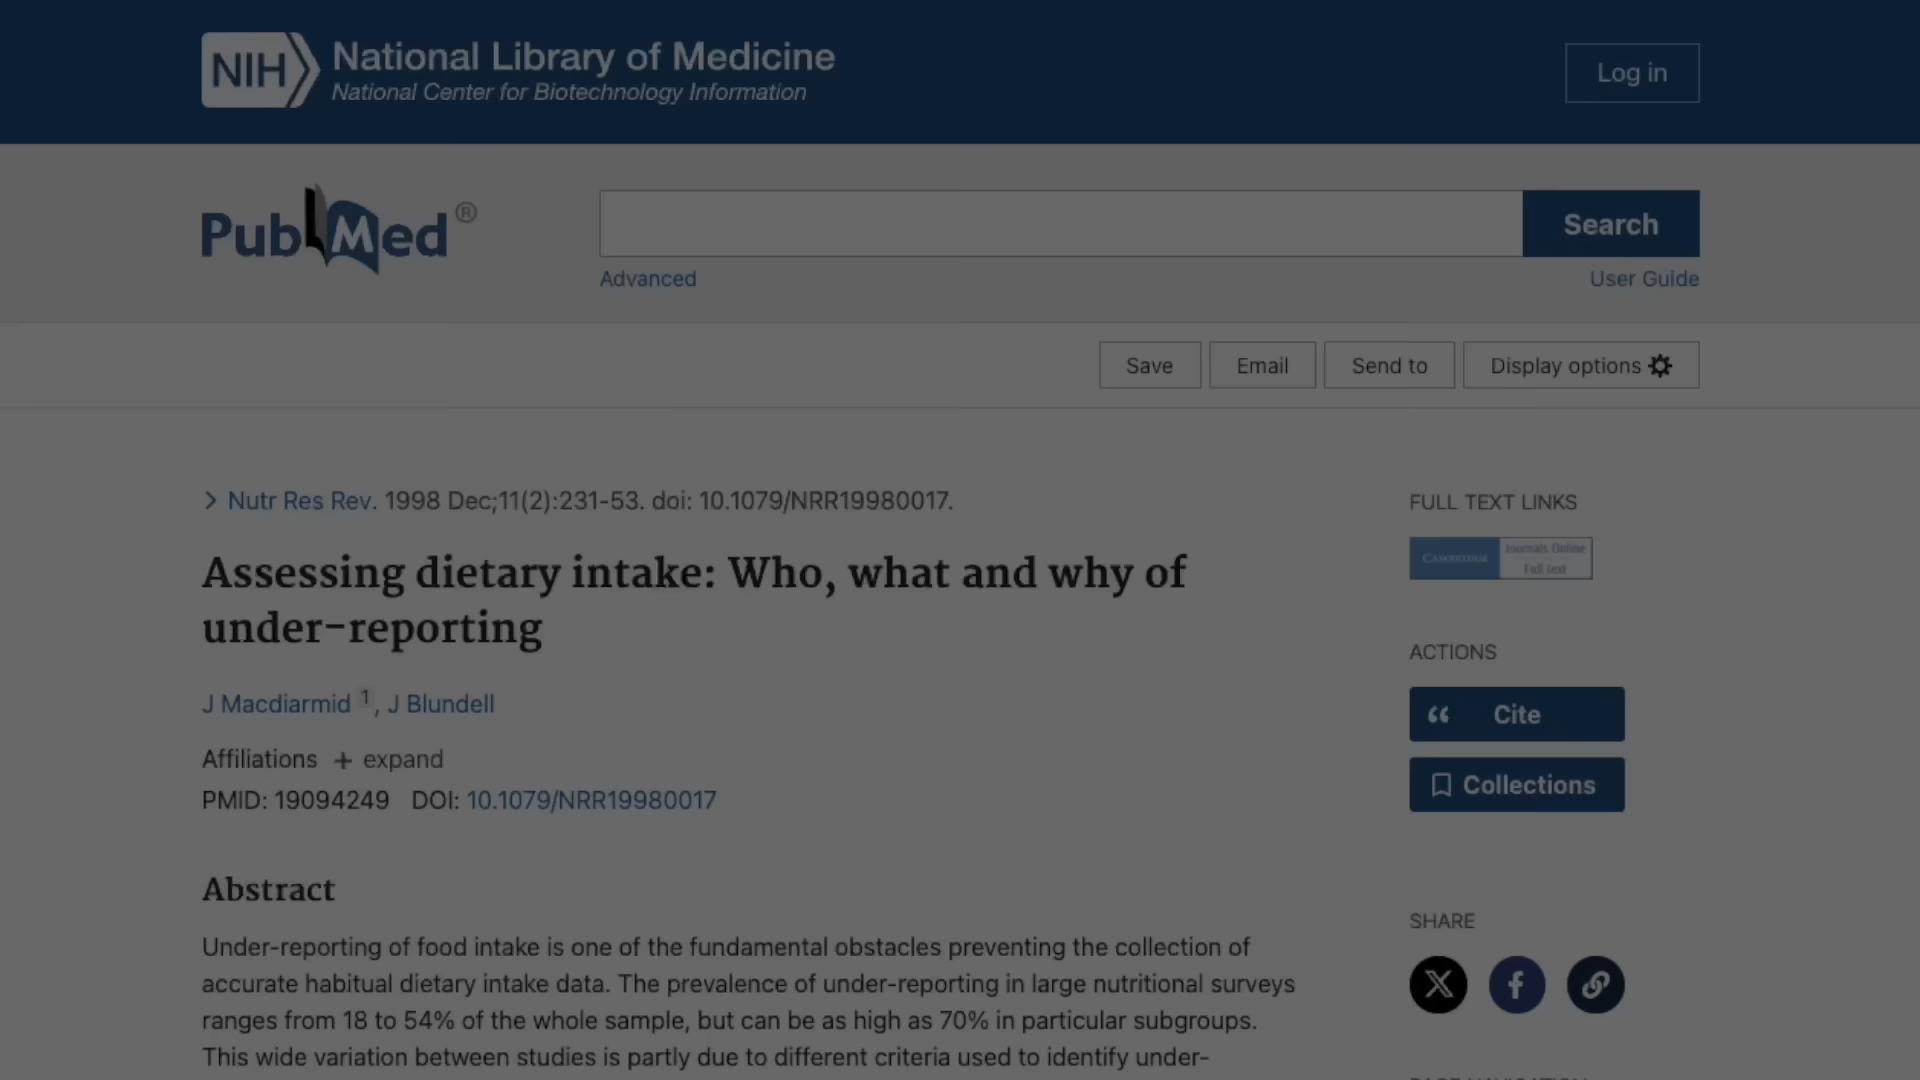 NIH National Library of Medicine
National Center for Biotechnology Information
Log in
PubMed ®
Search
Advanced
User Guide
Save
Email
Send to
Display options
Nutr Res Rev. 1998 Dec;11(2):231-53. doi: 10.1079/NRR19980017.
Assessing dietary intake: Who, what and why of
under-reporting
J Macdiarmid 1, J Blundell
Affiliations + expand
PMID: 19094249 DOI: 10.1079/NRR19980017
Abstract
Under-reporting of food intake is one of the fundamental obstacles preventing the collection of
accurate habitual dietary intake data. The prevalence of under-reporting in large nutritional surveys
ranges from 18 to 54% of the whole sample, but can be as high as 70% in particular subgroups.
This wide variation between studies is partly due to different criteria used to identify under-
FULL TEXT LINKS
CAMBRIDGE Journals Online
Full text
ACTIONS
Cite
Collections
SHARE